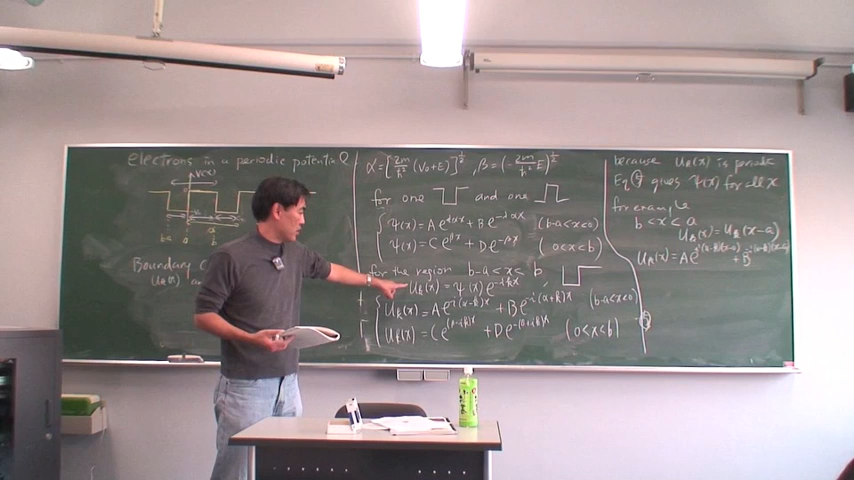 electrons in a periodic potential
V(x)
b-a a b a
Boundary C
u_k(x) an
α = [2m/ħ² (V₀+E)]^½, β = (-2m/ħ² E)^½
for one and one
ψ(x) = A e^{iαx} + B e^{-iαx} (b-a<x<0)
ψ(x) = C e^{βx} + D e^{-βx} (0<x<b)
for the region b-a<x<b
u_k(x) = ψ(x) e^{-ikx}
u_k(x) = A e^{i(α-k)x} + B e^{-i(α+k)x} (b-a<x<0)
u_k(x) = C e^{(β-ik)x} + D e^{-(β+ik)x} (0<x<b)
because u_k(x) is periodic
Eq gives ψ(x) for all x
for example
b<x<a
u_k(x) = u_k(x-a)
u_k(x) = A e^{i(α-k)(x-a)} + B e^{-i(α+k)(x-a)}